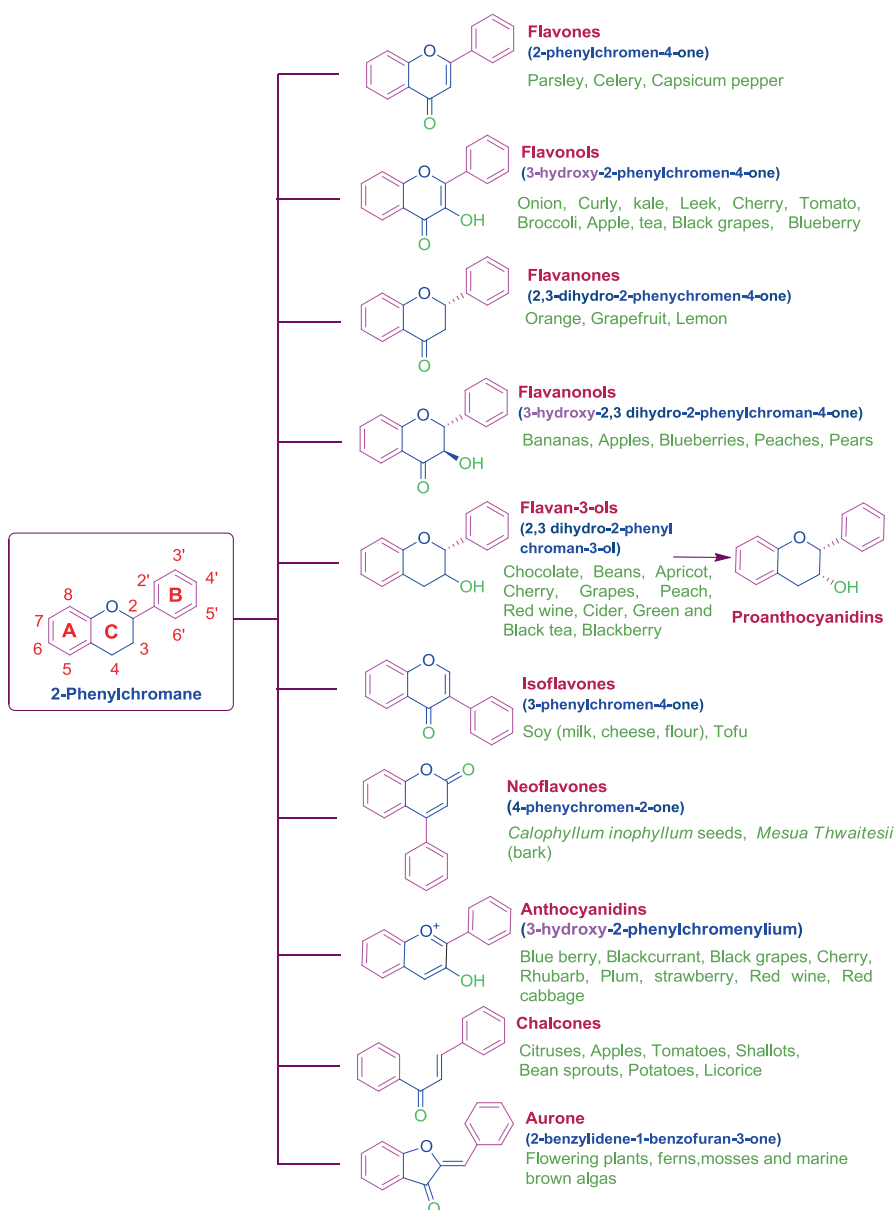 Flavones
(2-phenylchromen-4-one)
Parsley, Celery, Capsicum pepper
O
O
Flavonols
(3-hydroxy-2-phenylchromen-4-one)
Onion, Curly, kale, Leek, Cherry, Tomato,
Broccoli, Apple, tea, Black grapes, Blueberry
O
OH
O
Flavanones
(2,3-dihydro-2-phenychromen-4-one)
Orange, Grapefruit, Lemon
O
O
Flavanonols
(3-hydroxy-2,3 dihydro-2-phenylchroman-4-one)
Bananas, Apples, Blueberries, Peaches, Pears
O
OH
O
Flavan-3-ols
(2,3 dihydro-2-phenyl
chroman-3-ol)
Chocolate, Beans, Apricot,
Cherry, Grapes, Peach,
Red wine, Cider, Green and
Black tea, Blackberry
O
OH
O
OH
Proanthocyanidins
3'
2' 4'
8 B
O 2 5'
7 A C 6'
6 3
5 4
2-Phenylchromane
Isoflavones
(3-phenylchromen-4-one)
Soy (milk, cheese, flour), Tofu
O
O
Neoflavones
(4-phenychromen-2-one)
Calophyllum inophyllum seeds, Mesua Thwaitesii
(bark)
O O
Anthocyanidins
(3-hydroxy-2-phenylchromenylium)
Blue berry, Blackcurrant, Black grapes, Cherry,
Rhubarb, Plum, strawberry, Red wine, Red
cabbage
O+
OH
Chalcones
Citruses, Apples, Tomatoes, Shallots,
Bean sprouts, Potatoes, Licorice
O
Aurone
(2-benzylidene-1-benzofuran-3-one)
Flowering plants, ferns,mosses and marine
brown algas
O
O